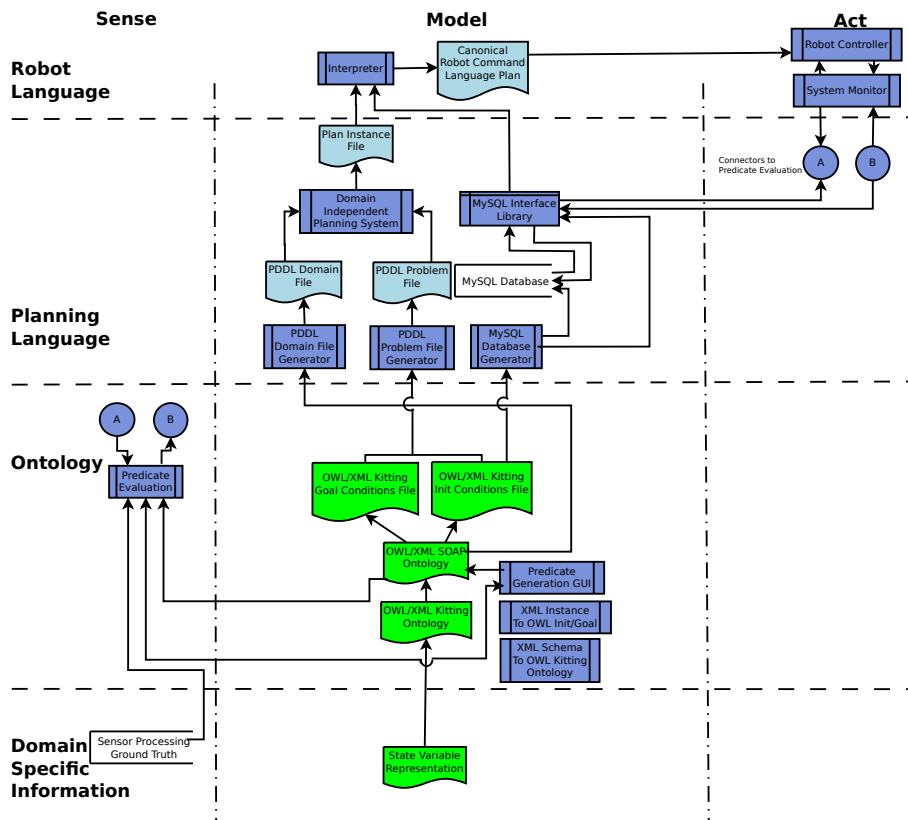 Sense
Model
Act
Robot
Language
Interpreter
Canonical
Robot Command
Language Plan
Robot Controller
System Monitor
Plan Instance
File
Connectors to
Predicate Evaluation
A
B
Domain
Independent
Planning System
MySQL Interface
Library
PDDL Domain
File
PDDL Problem
File
MySQL Database
Planning
Language
PDDL
Domain File
Generator
PDDL
Problem File
Generator
MySQL
Database
Generator
A
B
Ontology
Predicate
Evaluation
OWL/XML Kitting
Goal Conditions File
OWL/XML Kitting
Init Conditions File
OWL/XML SOAP
Ontology
Predicate
Generation GUI
OWL/XML Kitting
Ontology
XML Instance
To OWL Init/Goal
XML Schema
To OWL Kitting
Ontology
Domain
Specific
Information
Sensor Processing
Ground Truth
State Variable
Representation